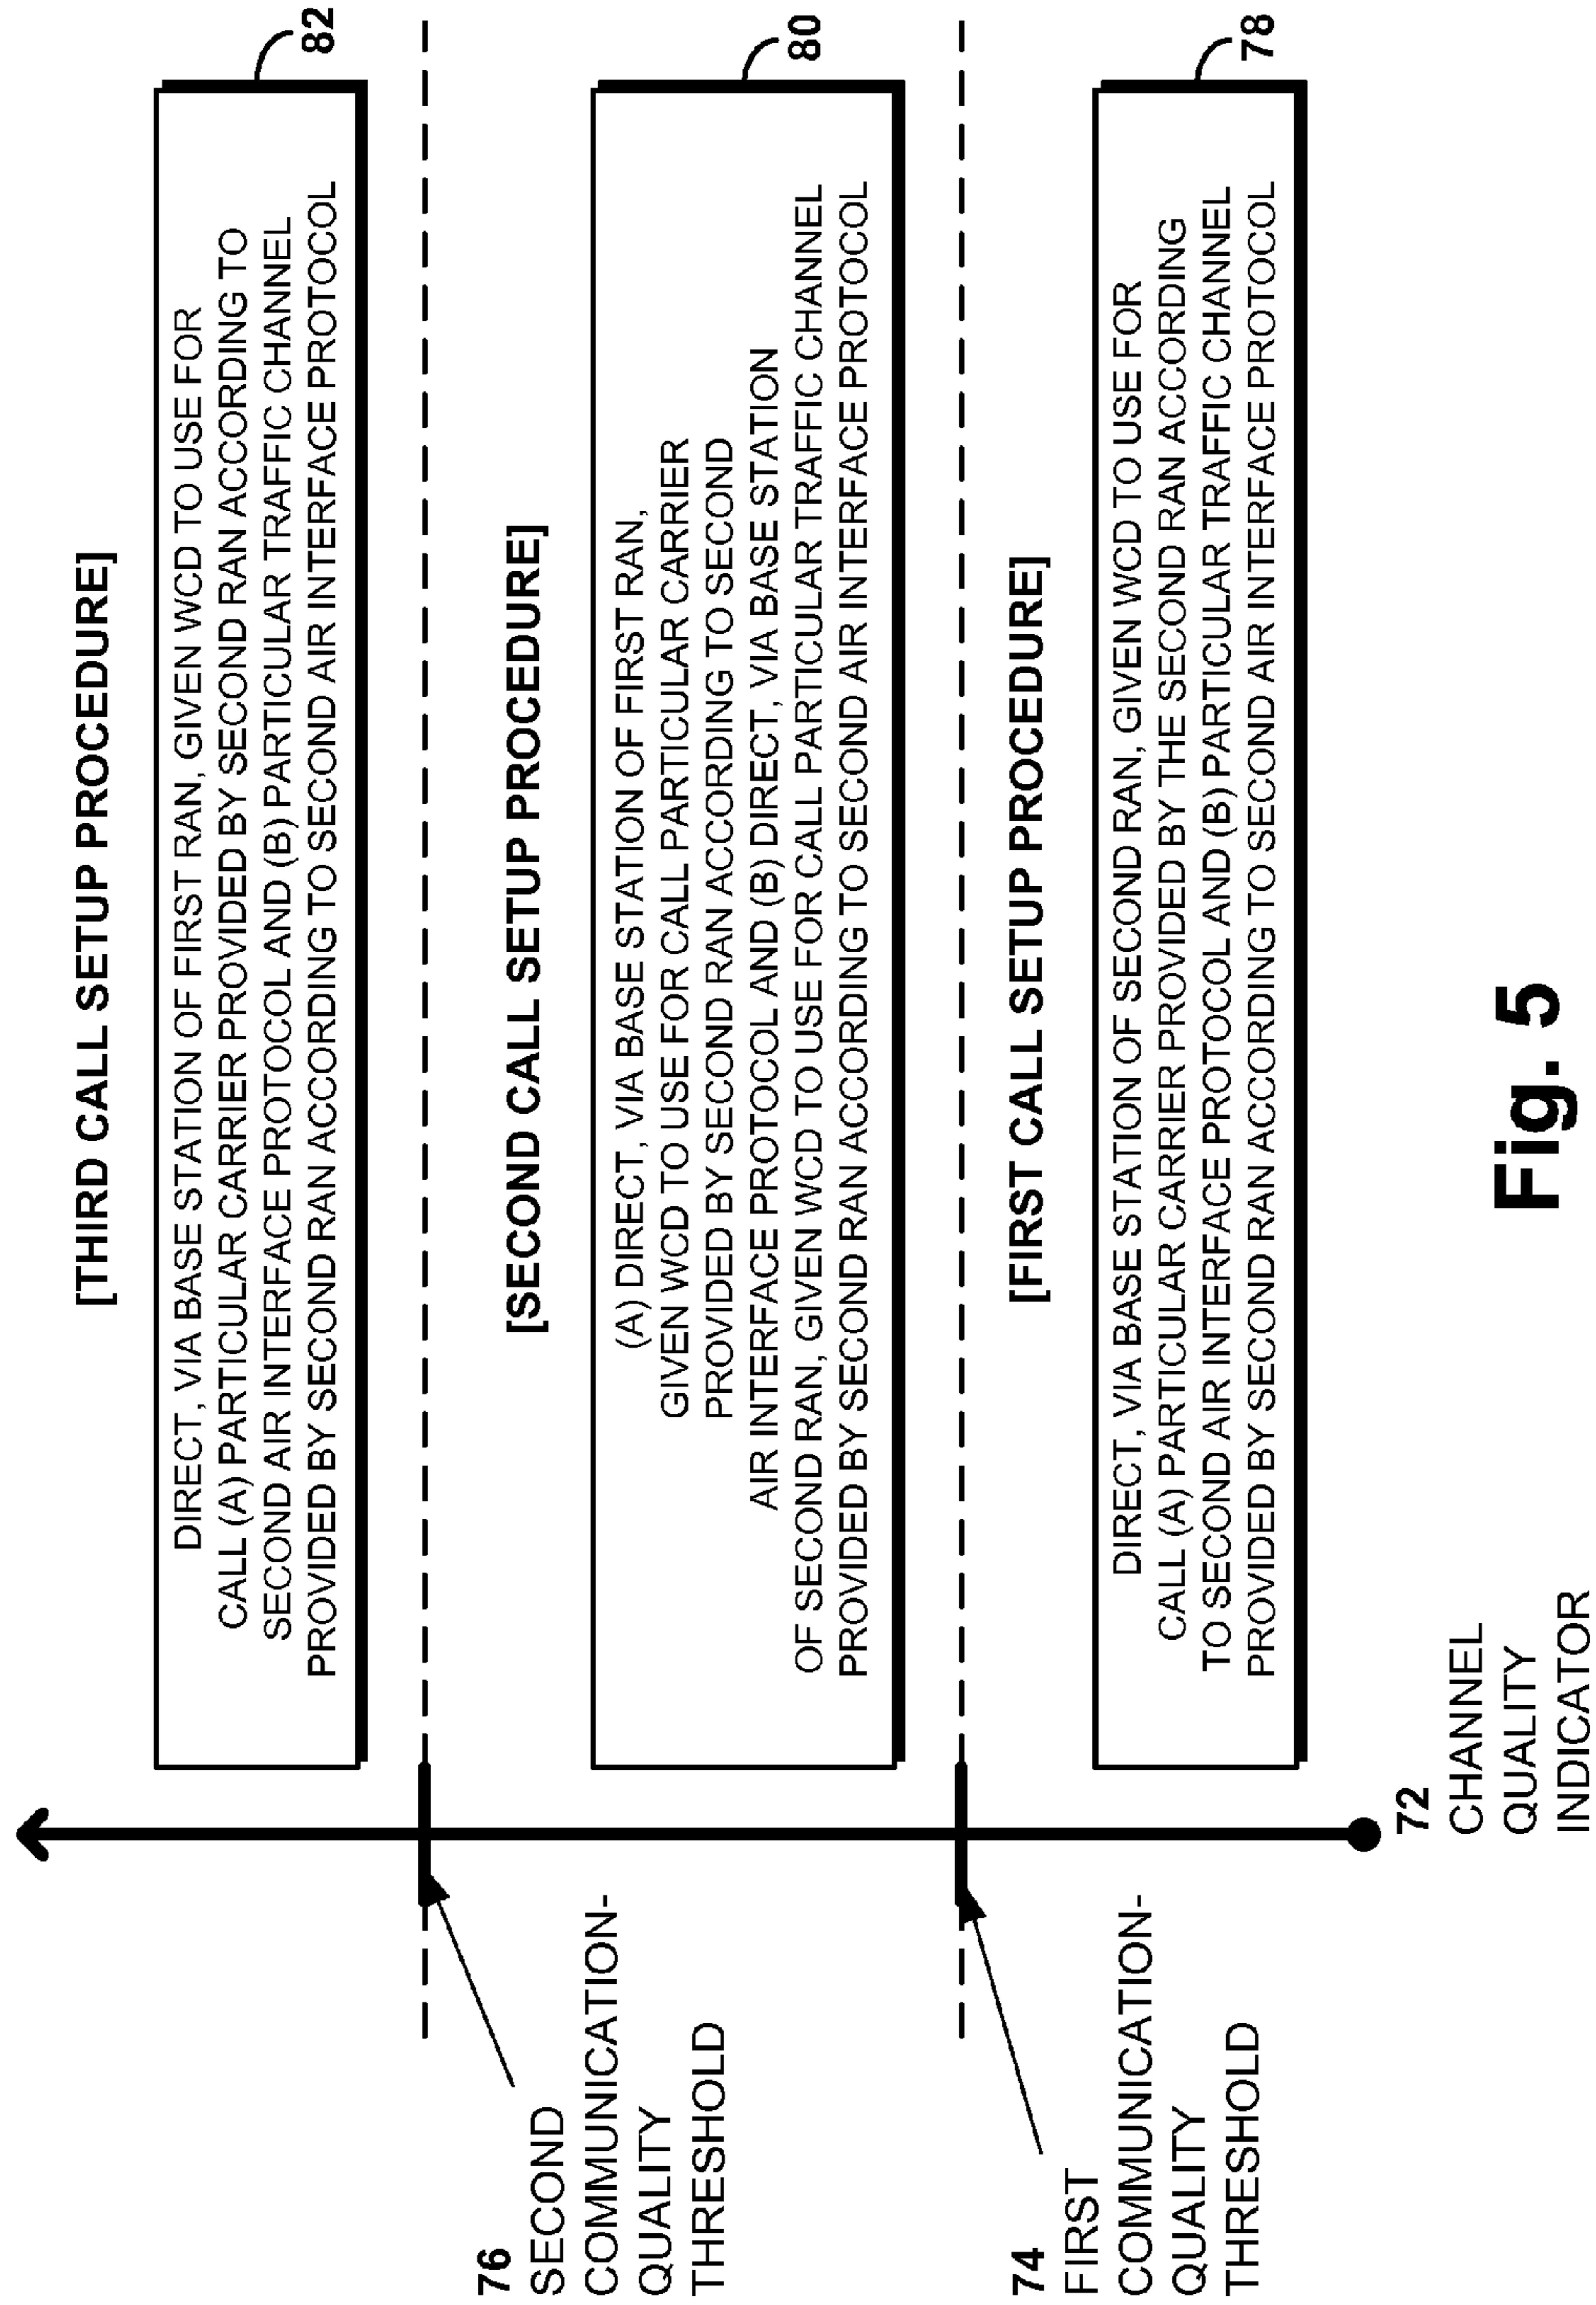 [THIRD CALL SETUP PROCEDURE]
DIRECT, VIA BASE STATION OF FIRST RAN, GIVEN WCD TO USE FOR
CALL (A) PARTICULAR CARRIER PROVIDED BY SECOND RAN ACCORDING TO
SECOND AIR INTERFACE PROTOCOL AND (B) PARTICULAR TRAFFIC CHANNEL
PROVIDED BY SECOND RAN ACCORDING TO SECOND AIR INTERFACE PROTOCOL
82
76
SECOND
COMMUNICATION-
QUALITY
THRESHOLD
[SECOND CALL SETUP PROCEDURE]
(A) DIRECT, VIA BASE STATION OF FIRST RAN,
GIVEN WCD TO USE FOR CALL PARTICULAR CARRIER
PROVIDED BY SECOND RAN ACCORDING TO SECOND
AIR INTERFACE PROTOCOL AND (B) DIRECT, VIA BASE STATION
OF SECOND RAN, GIVEN WCD TO USE FOR CALL PARTICULAR TRAFFIC CHANNEL
PROVIDED BY SECOND RAN ACCORDING TO SECOND AIR INTERFACE PROTOCOL
80
74
FIRST
COMMUNICATION-
QUALITY
THRESHOLD
[FIRST CALL SETUP PROCEDURE]
DIRECT, VIA BASE STATION OF SECOND RAN, GIVEN WCD TO USE FOR
CALL (A) PARTICULAR CARRIER PROVIDED BY THE SECOND RAN ACCORDING
TO SECOND AIR INTERFACE PROTOCOL AND (B) PARTICULAR TRAFFIC CHANNEL
PROVIDED BY SECOND RAN ACCORDING TO SECOND AIR INTERFACE PROTOCOL
78
72
CHANNEL
QUALITY
INDICATOR
Fig. 5